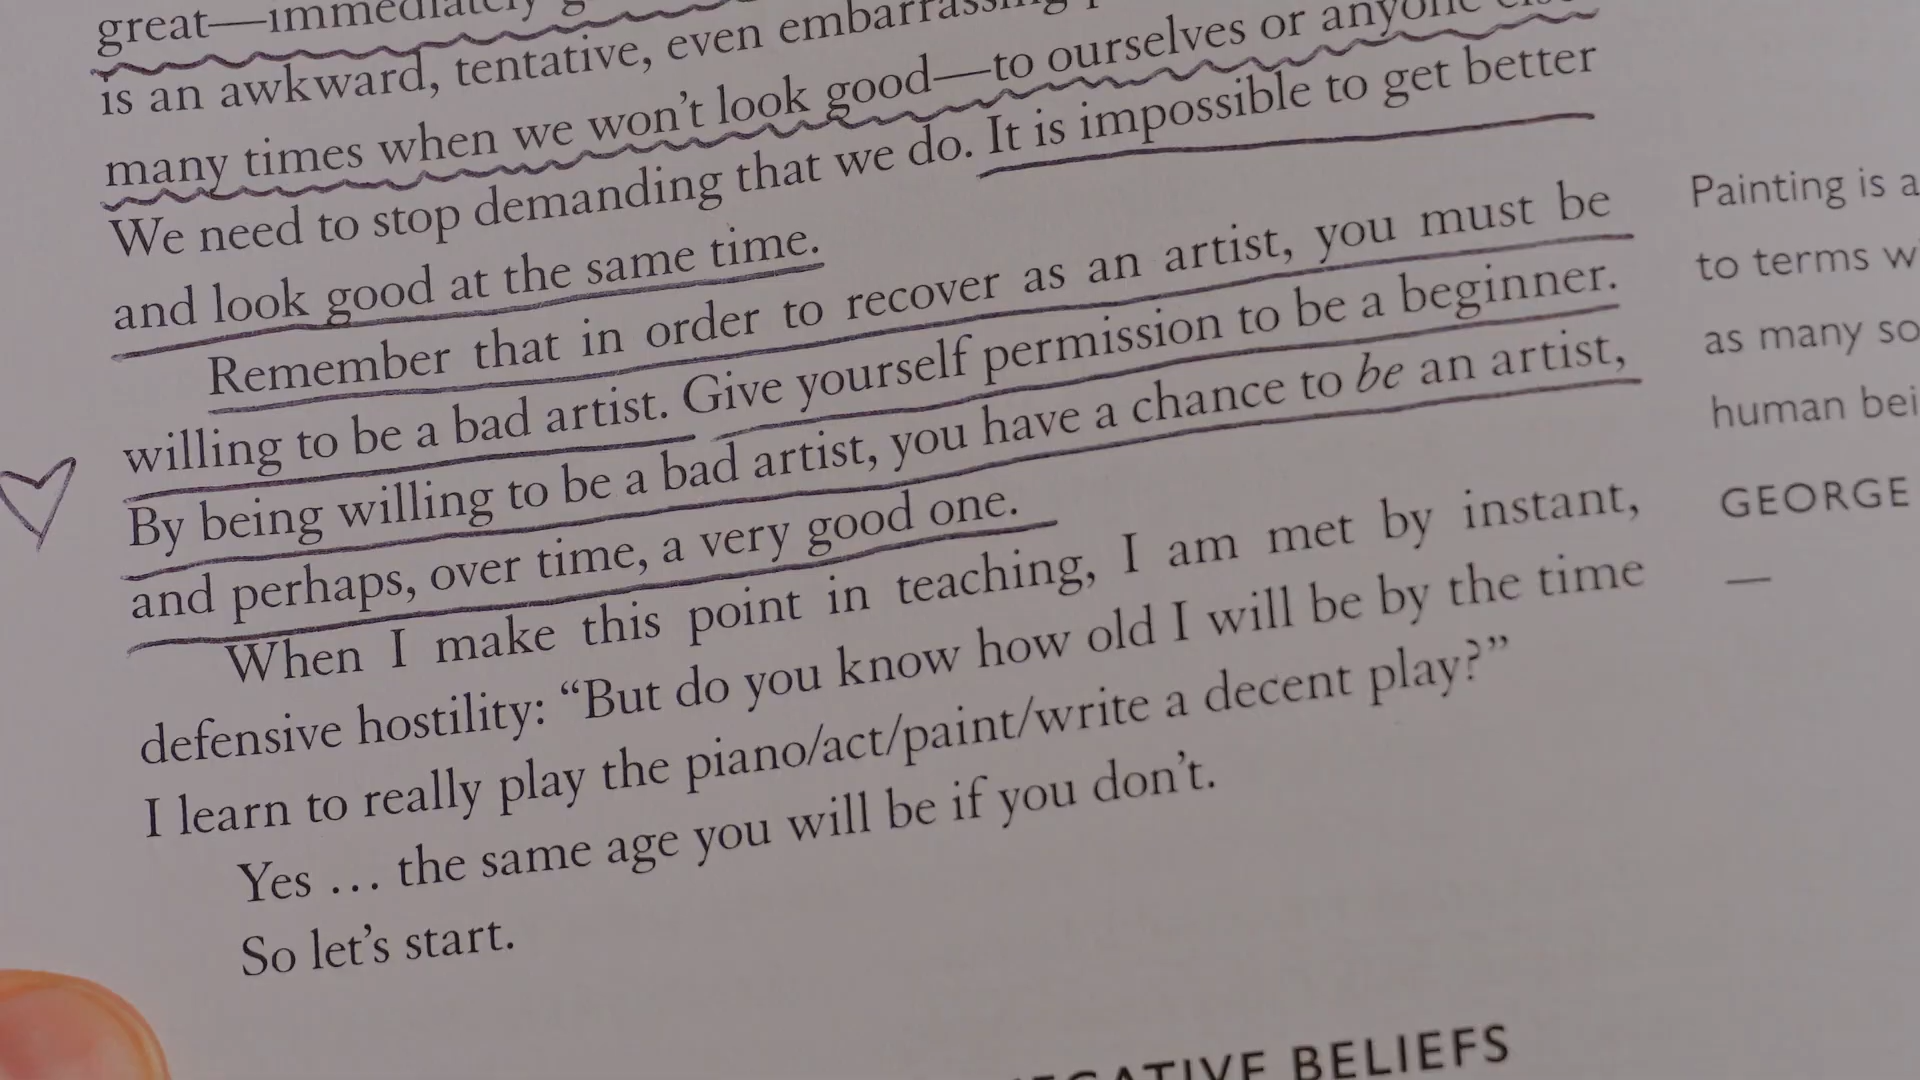 great—immediately
is an awkward, tentative, even
many times when we won't look good—to ourselves or anyone
We need to stop demanding that we do. It is impossible to get better
and look good at the same time.
Remember that in order to recover as an artist, you must be
willing to be a bad artist. Give yourself permission to be a beginner.
By being willing to be a bad artist, you have a chance to be an artist,
and perhaps, over time, a very good one.
When I make this point in teaching, I am met by instant,
defensive hostility: “But do you know how old I will be by the time
I learn to really play the piano/act/paint/write a decent play?”
Yes ... the same age you will be if you don't.
So let's start.
BELIEFS
Painting is a
to terms
as many
human
GEORGE
—